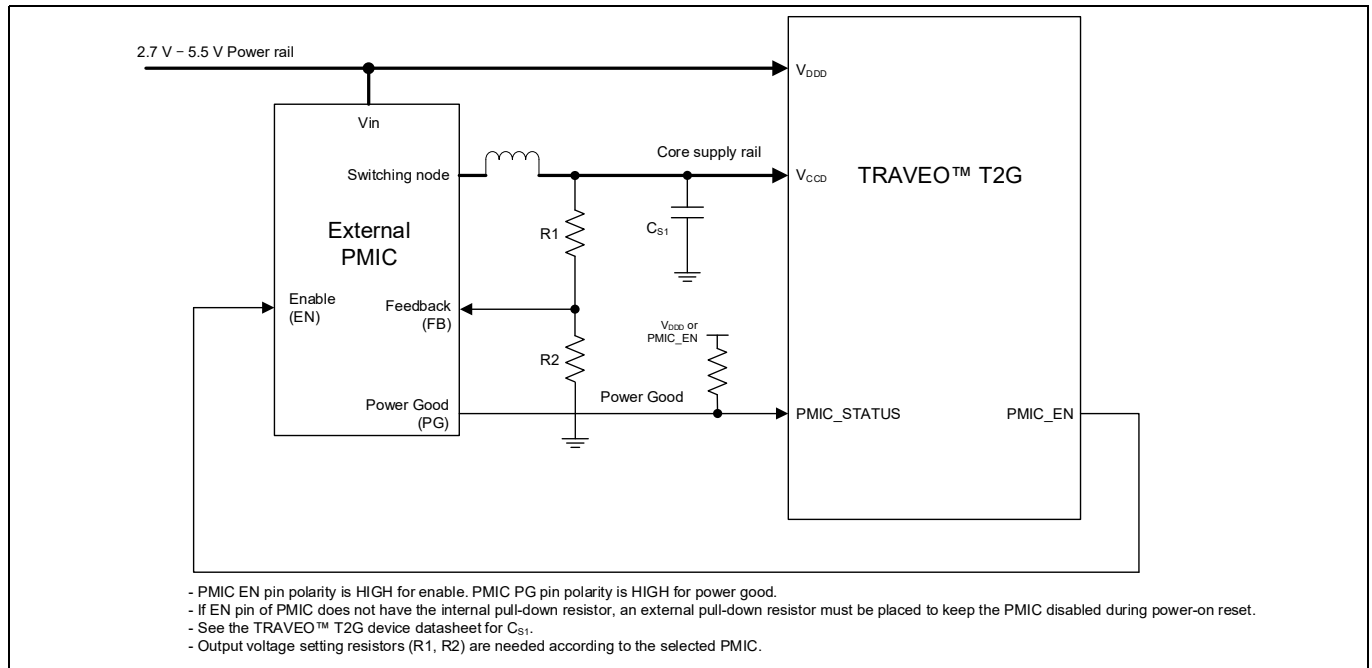 2.7 V – 5.5 V Power rail
VDDD
Vin
Core supply rail
Switching node
VCCD
TRAVEO™ T2G
External
PMIC
R1
CS1
Enable
(EN)
Feedback
(FB)
VDDD or
PMIC_EN
R2
Power Good
Power Good
(PG)
PMIC_STATUS
PMIC_EN
- PMIC EN pin polarity is HIGH for enable. PMIC PG pin polarity is HIGH for power good.
- If EN pin of PMIC does not have the internal pull-down resistor, an external pull-down resistor must be placed to keep the PMIC disabled during power-on reset.
- See the TRAVEO™ T2G device datasheet for CS1.
- Output voltage setting resistors (R1, R2) are needed according to the selected PMIC.